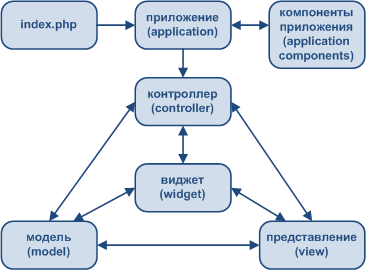 index.php
приложение
(application)
компоненты
приложения
(application
components)
контроллер
(controller)
виджет
(widget)
модель
(model)
представление
(view)